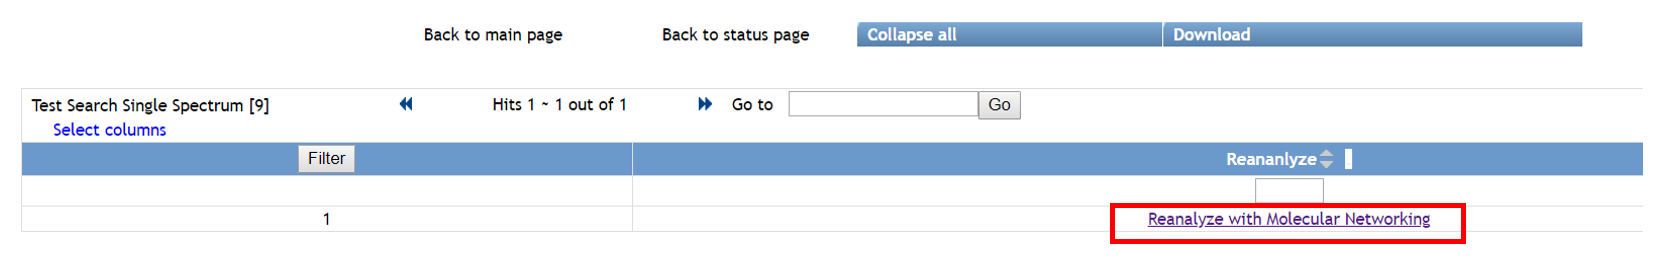 Back to main page Back to status page Collapse all Download
Test Search Single Spectrum [9] Hits 1 ~ 1 out of 1 Go to Go
Select columns
Filter Reananlyze
1 Reanalyze with Molecular Networking